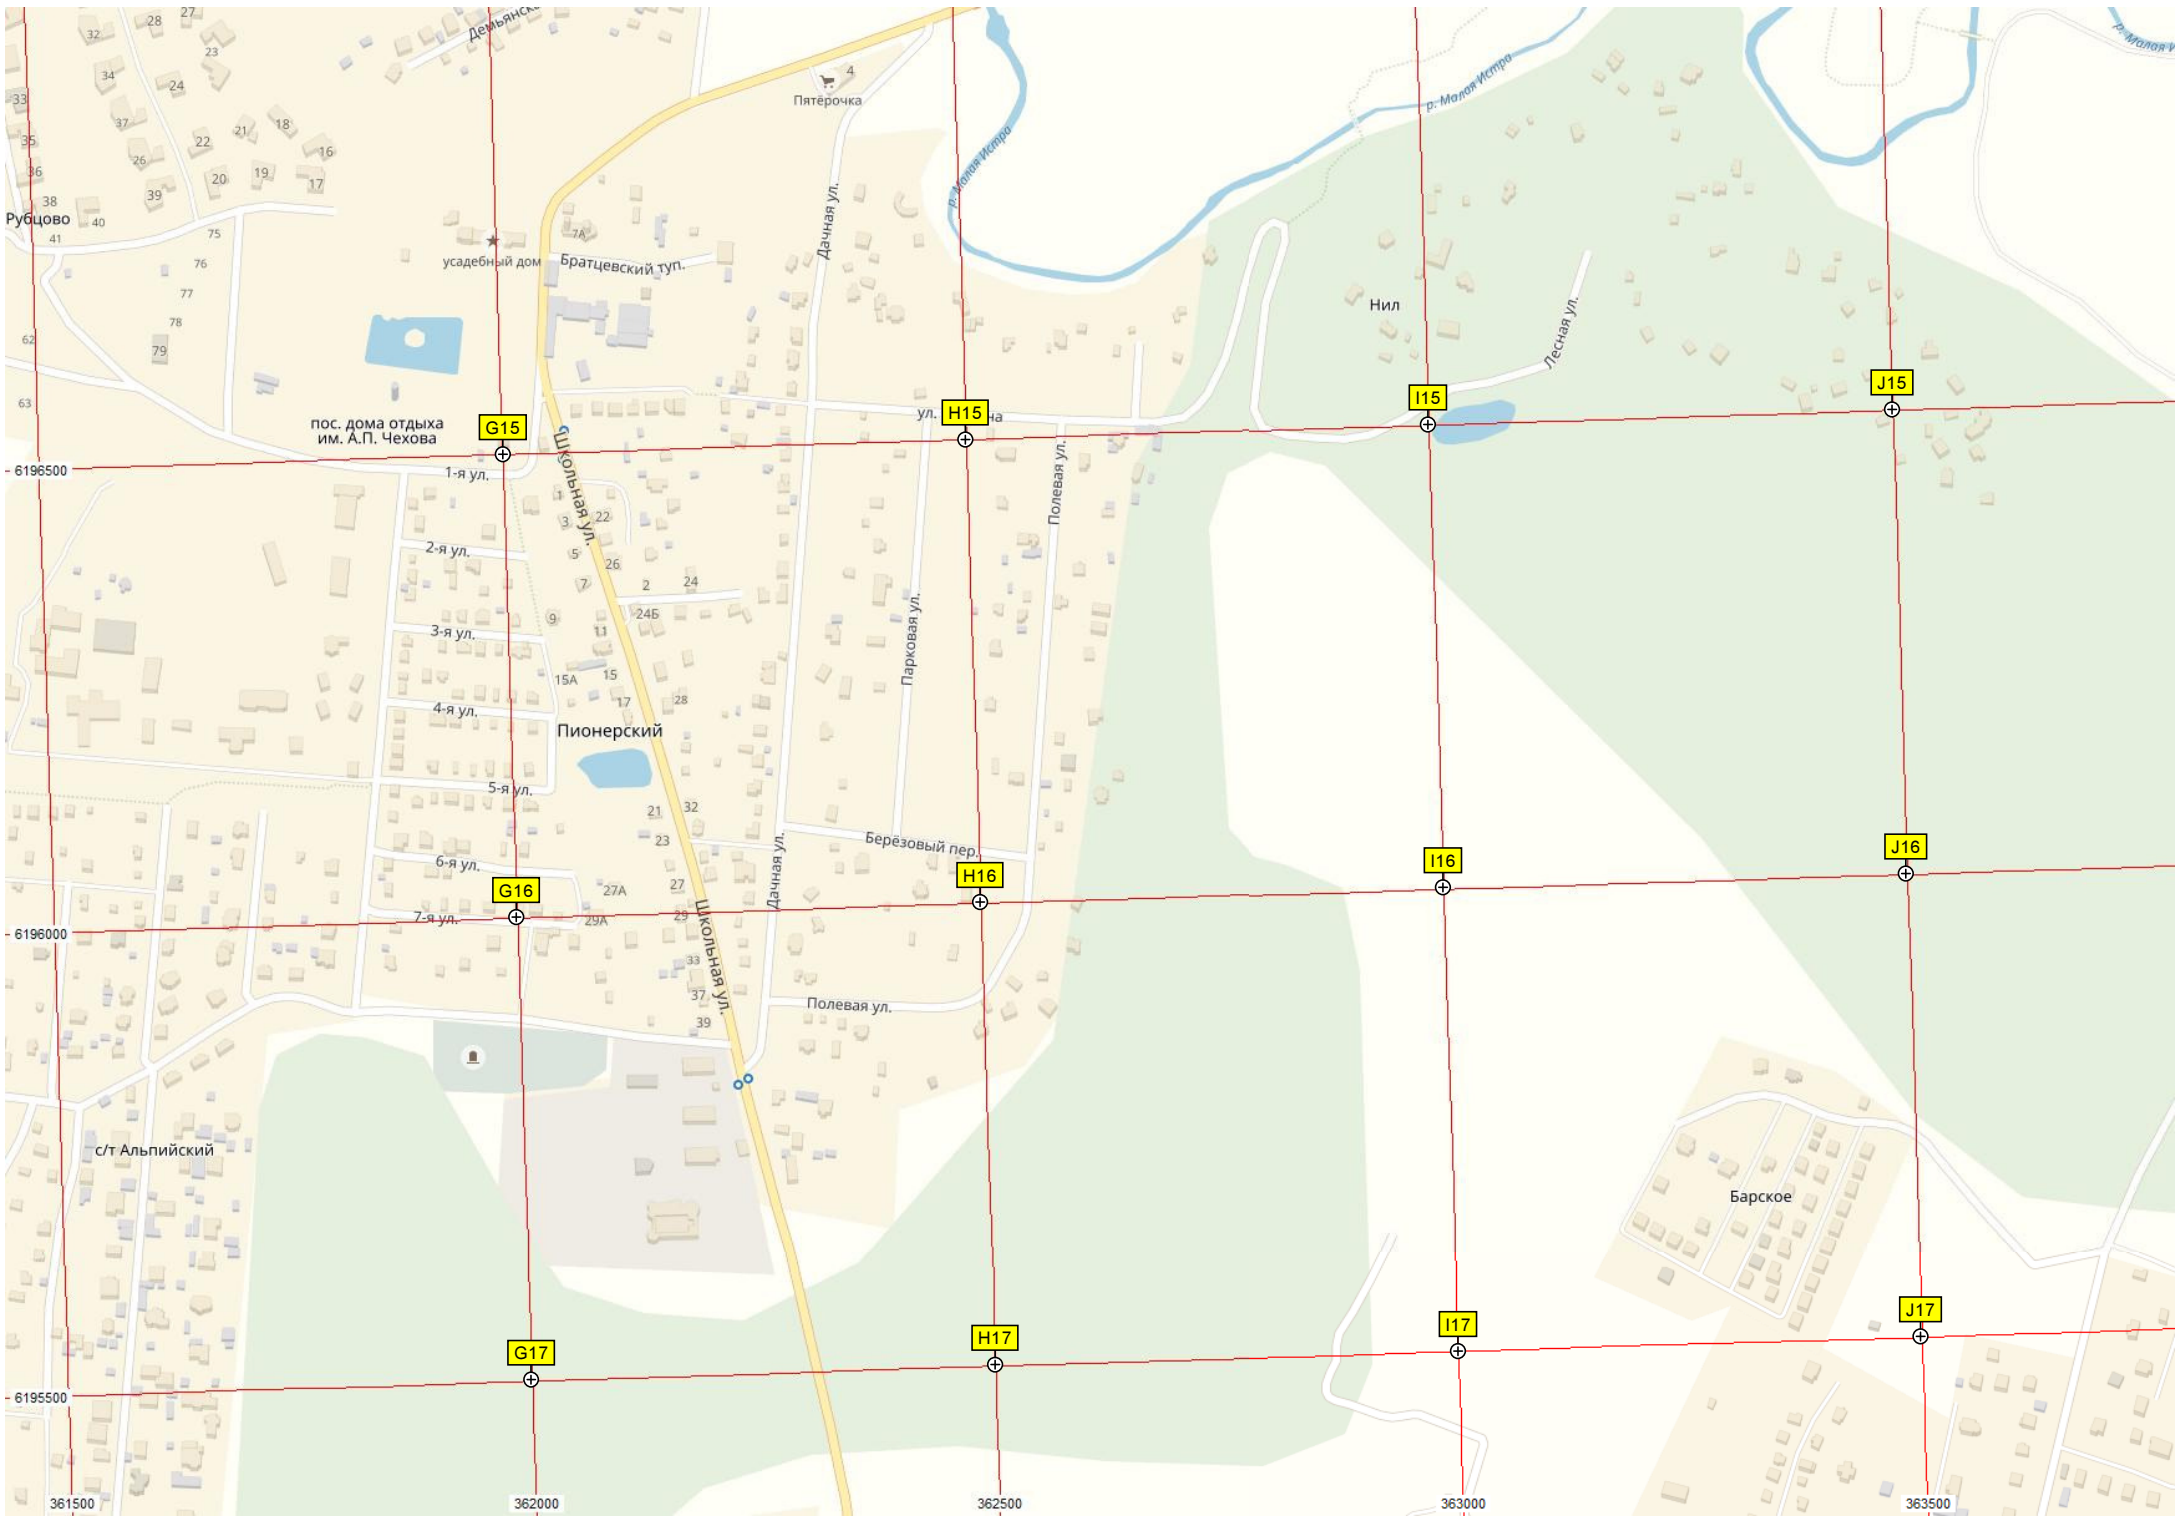 Демьянск
28
27
32
23
34
24
33
37
35
26
22
21
18
16
36
20
19
17
38
39
40
41
Рубцово
75
76
77
78
79
62
63
4
Пятёрочка
р. Малая Истра
р. Малая Истра
р. Малая И
Дачная ул.
7А
усадебный дом
Братцевский туп.
Нил
Лесная ул.
пос. дома отдыха
им. А.П. Чехова
G15
H15
I15
J15
ул.
на
6196500
1-я ул.
Школьная ул.
Полевая ул.
1
3
22
2-я ул.
5
26
7
2
24
24Б
9
11
3-я ул.
Парковая ул.
15А
15
17
28
4-я ул.
Пионерский
5-я ул.
21
32
23
Берёзовый пер.
Дачная ул.
6-я ул.
27А
27
G16
H16
I16
J16
7-я ул.
29А
29
6196000
Школьная ул.
33
37
39
Полевая ул.
с/т Альпийский
Барское
G17
H17
I17
J17
6195500
361500
362000
362500
363000
363500